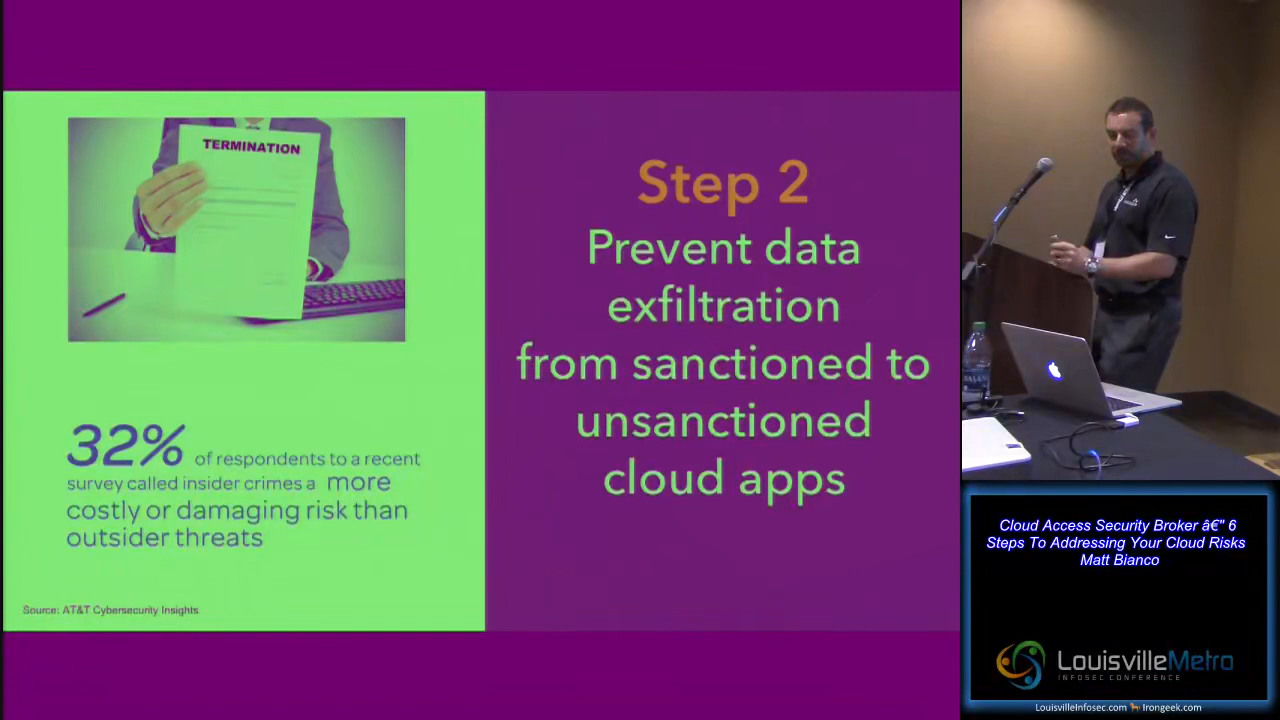 TERMINATION
32% of respondents to a recent
survey called insider crimes a more
costly or damaging risk than
outsider threats
Source: AT&T Cybersecurity Insights
Step 2
Prevent data
exfiltration
from sanctioned to
unsanctioned
cloud apps
Cloud Access Security Broker â€" 6
Steps To Addressing Your Cloud Risks
Matt Bianco
LouisvilleMetro
INFOSEC CONFERENCE
LouisvilleInfosec.com Irongeek.com